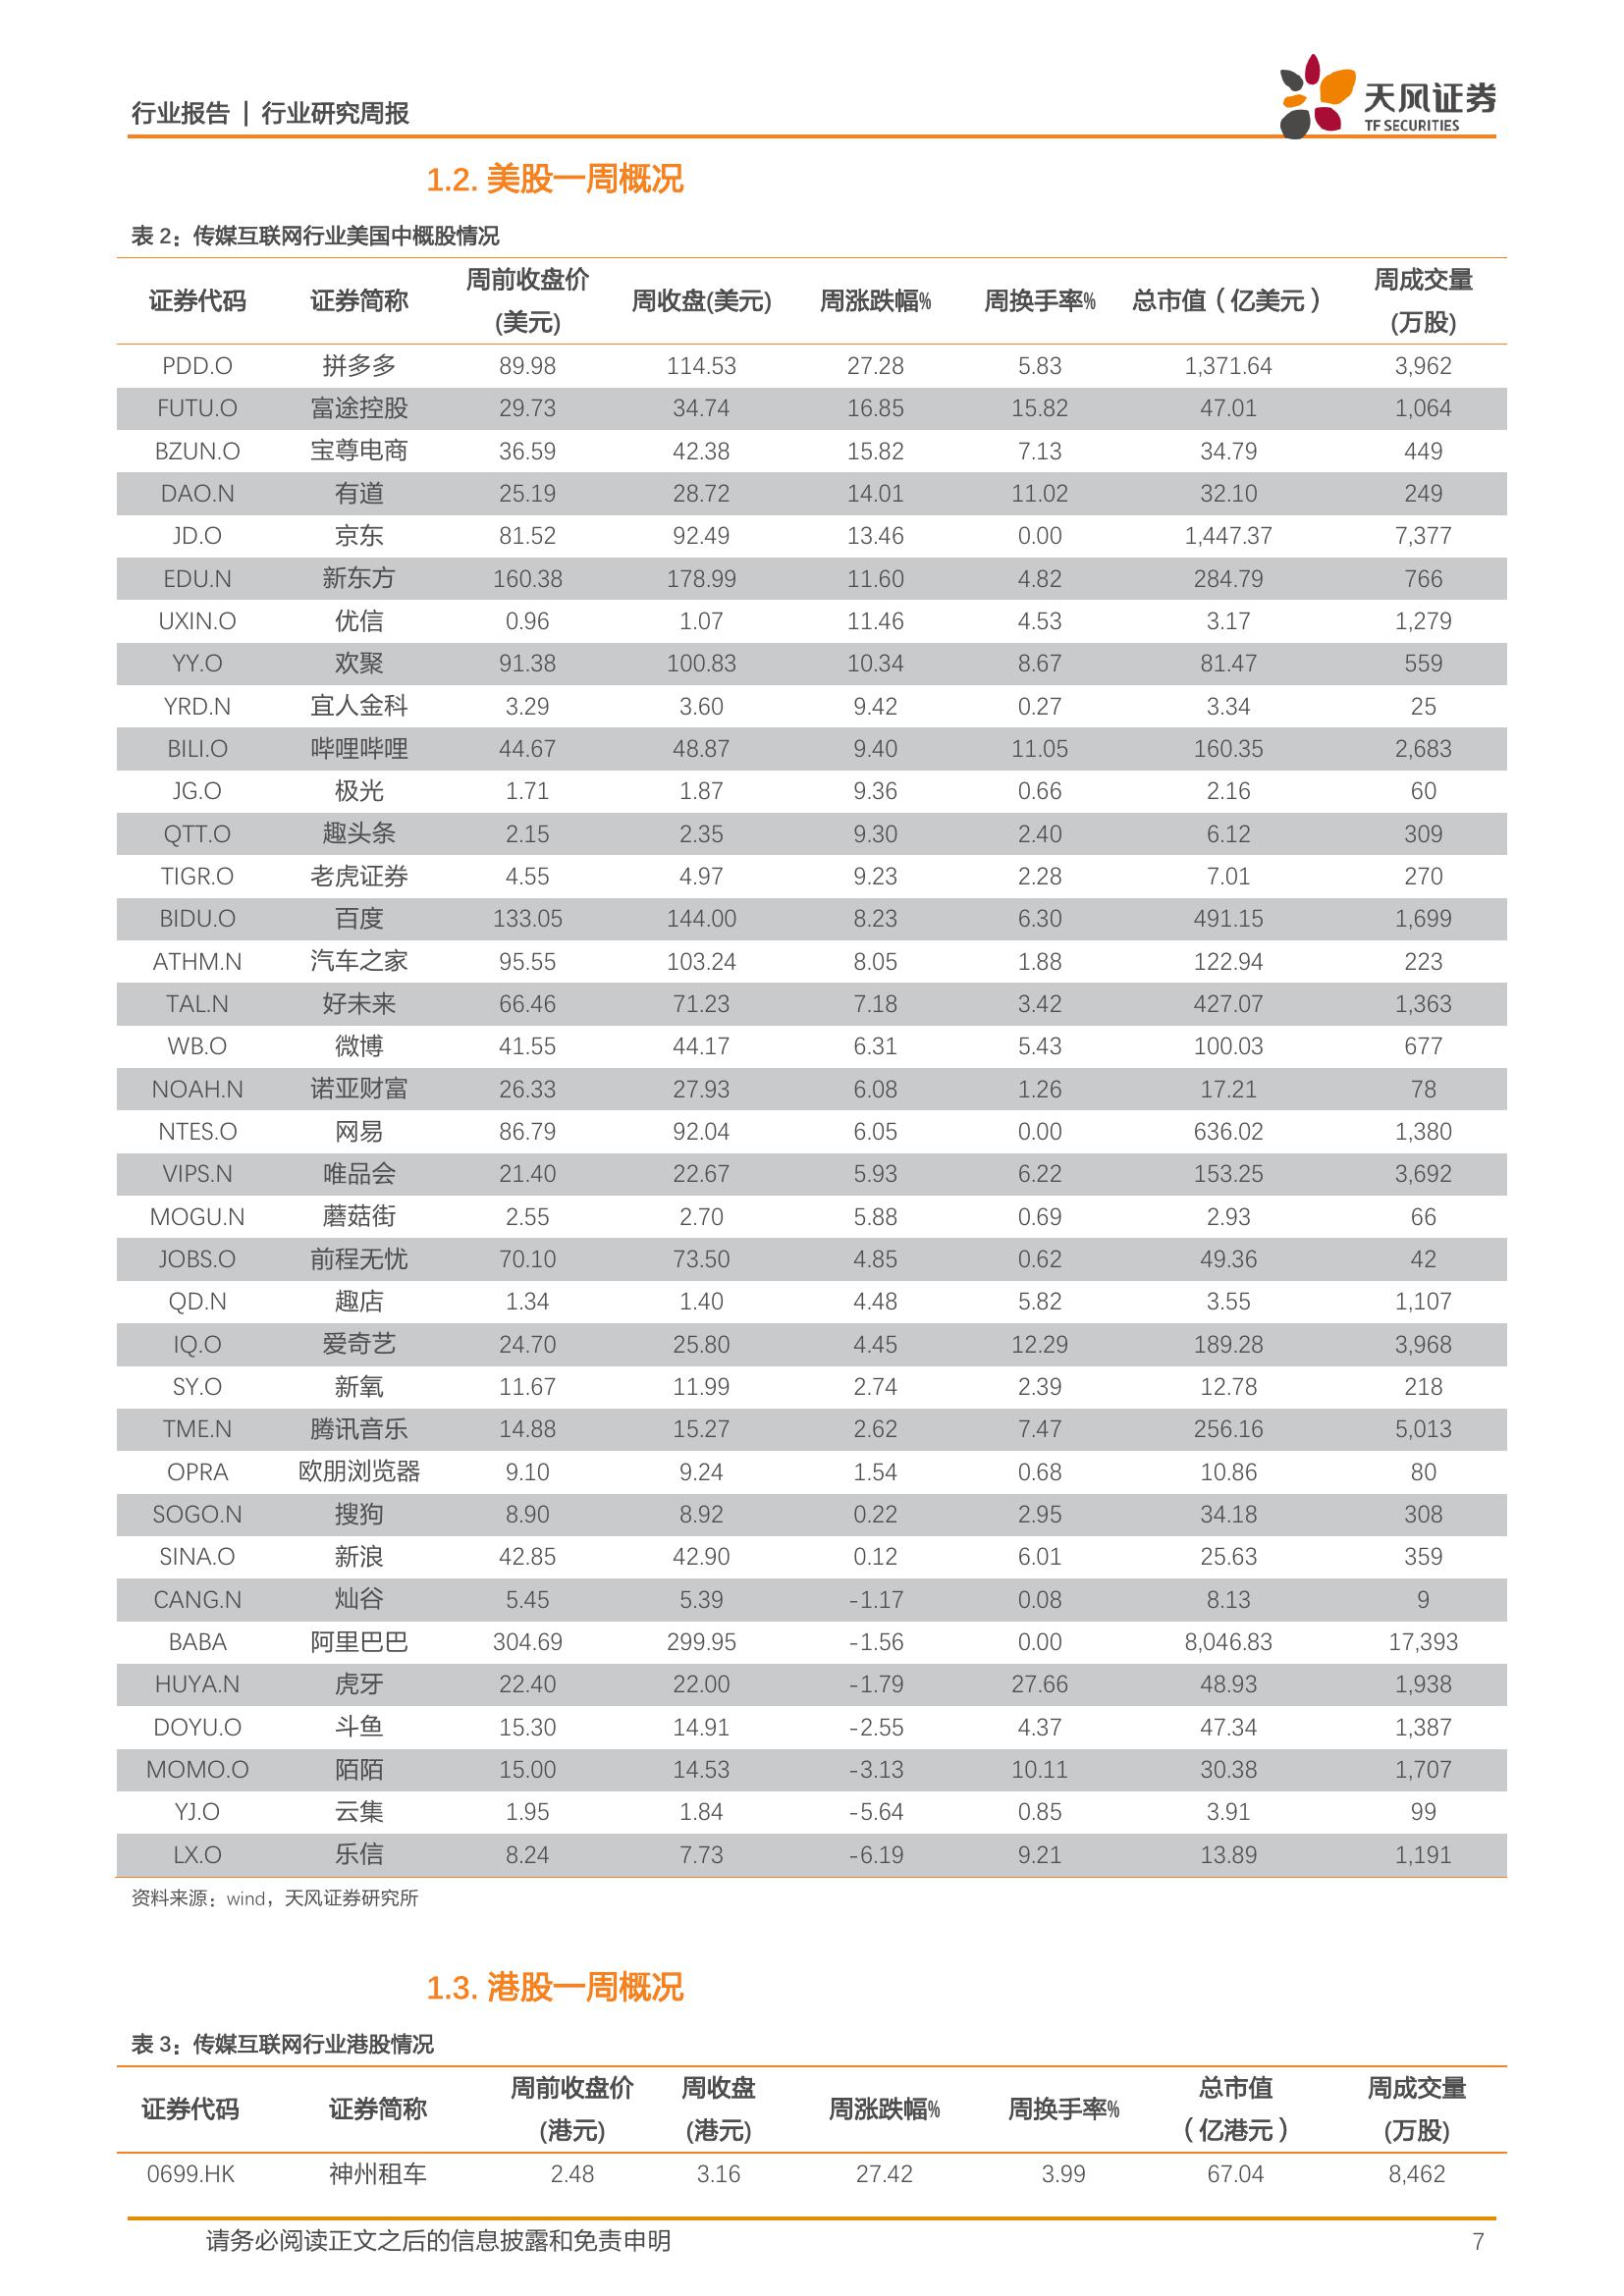 行业报告 | 行业研究周报
天风证券
TF SECURITIES
1.2. 美股一周概况
表 2：传媒互联网行业美国中概股情况
证券代码 证券简称 周前收盘价(美元) 周收盘(美元) 周涨跌幅% 周换手率% 总市值（亿美元） 周成交量(万股)
PDD.O 拼多多 89.98 114.53 27.28 5.83 1,371.64 3,962
FUTU.O 富途控股 29.73 34.74 16.85 15.82 47.01 1,064
BZUN.O 宝尊电商 36.59 42.38 15.82 7.13 34.79 449
DAO.N 有道 25.19 28.72 14.01 11.02 32.10 249
JD.O 京东 81.52 92.49 13.46 0.00 1,447.37 7,377
EDU.N 新东方 160.38 178.99 11.60 4.82 284.79 766
UXIN.O 优信 0.96 1.07 11.46 4.53 3.17 1,279
YY.O 欢聚 91.38 100.83 10.34 8.67 81.47 559
YRD.N 宜人金科 3.29 3.60 9.42 0.27 3.34 25
BILI.O 哔哩哔哩 44.67 48.87 9.40 11.05 160.35 2,683
JG.O 极光 1.71 1.87 9.36 0.66 2.16 60
QTT.O 趣头条 2.15 2.35 9.30 2.40 6.12 309
TIGR.O 老虎证券 4.55 4.97 9.23 2.28 7.01 270
BIDU.O 百度 133.05 144.00 8.23 6.30 491.15 1,699
ATHM.N 汽车之家 95.55 103.24 8.05 1.88 122.94 223
TAL.N 好未来 66.46 71.23 7.18 3.42 427.07 1,363
WB.O 微博 41.55 44.17 6.31 5.43 100.03 677
NOAH.N 诺亚财富 26.33 27.93 6.08 1.26 17.21 78
NTES.O 网易 86.79 92.04 6.05 0.00 636.02 1,380
VIPS.N 唯品会 21.40 22.67 5.93 6.22 153.25 3,692
MOGU.N 蘑菇街 2.55 2.70 5.88 0.69 2.93 66
JOBS.O 前程无忧 70.10 73.50 4.85 0.62 49.36 42
QD.N 趣店 1.34 1.40 4.48 5.82 3.55 1,107
IQ.O 爱奇艺 24.70 25.80 4.45 12.29 189.28 3,968
SY.O 新氧 11.67 11.99 2.74 2.39 12.78 218
TME.N 腾讯音乐 14.88 15.27 2.62 7.47 256.16 5,013
OPRA 欧朋浏览器 9.10 9.24 1.54 0.68 10.86 80
SOGO.N 搜狗 8.90 8.92 0.22 2.95 34.18 308
SINA.O 新浪 42.85 42.90 0.12 6.01 25.63 359
CANG.N 灿谷 5.45 5.39 -1.17 0.08 8.13 9
BABA 阿里巴巴 304.69 299.95 -1.56 0.00 8,046.83 17,393
HUYA.N 虎牙 22.40 22.00 -1.79 27.66 48.93 1,938
DOYU.O 斗鱼 15.30 14.91 -2.55 4.37 47.34 1,387
MOMO.O 陌陌 15.00 14.53 -3.13 10.11 30.38 1,707
YJ.O 云集 1.95 1.84 -5.64 0.85 3.91 99
LX.O 乐信 8.24 7.73 -6.19 9.21 13.89 1,191
资料来源：wind，天风证券研究所
1.3. 港股一周概况
表 3：传媒互联网行业港股情况
证券代码 证券简称 周前收盘价(港元) 周收盘(港元) 周涨跌幅% 周换手率% 总市值（亿港元） 周成交量(万股)
0699.HK 神州租车 2.48 3.16 27.42 3.99 67.04 8,462
请务必阅读正文之后的信息披露和免责申明 7